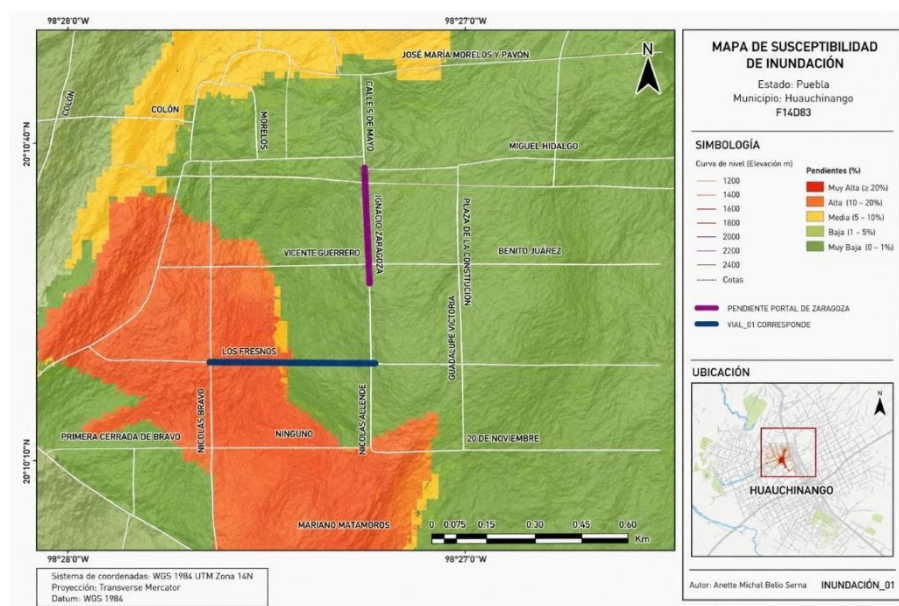 98°28'0"W
98°27'0"W
JOSÉ MARÍA MORELOS Y PAVÓN
N
COLÓN
COLÓN
MORELOS
CALLE 5 DE MAYO
20°10'40"N
MIGUEL HIDALGO
IGNACIO ZARAGOZA
PLAZA DE LA CONSTITUCIÓN
VICENTE GUERRERO
BENITO JUÁREZ
GUADALUPE VICTORIA
LOS FRESNOS
NICOLÁS BRAVO
NICOLAS ALLENDE
PRIMERA CERRADA DE BRAVO
NINGUNO
20 DE NOVIEMBRE
20°10'10"N
MARIANO MATAMOROS
0 0.075 0.15 0.30 0.45 0.60
Km
98°28'0"W
98°27'0"W
Sistema de coordenadas: WGS 1984 UTM Zona 14N
Proyección: Transverse Mercator
Datum: WGS 1984
MAPA DE SUSCEPTIBILIDAD
DE INUNDACIÓN
Estado: Puebla
Municipio: Huauchinango
F14D83
SIMBOLOGÍA
Curva de nivel (Elevación m)
1200
1400
1600
1800
2000
2200
2400
Cotas
Pendientes (%)
Muy Alta (≥ 20%)
Alta (10 – 20%)
Media (5 – 10%)
Baja (1 – 5%)
Muy Baja (0 – 1%)
PENDIENTE PORTAL DE ZARAGOZA
VIAL_01 CORRESPONDE
UBICACIÓN
N
HUAUCHINANGO
Autor: Anette Michel Belio Serna INUNDACIÓN_01